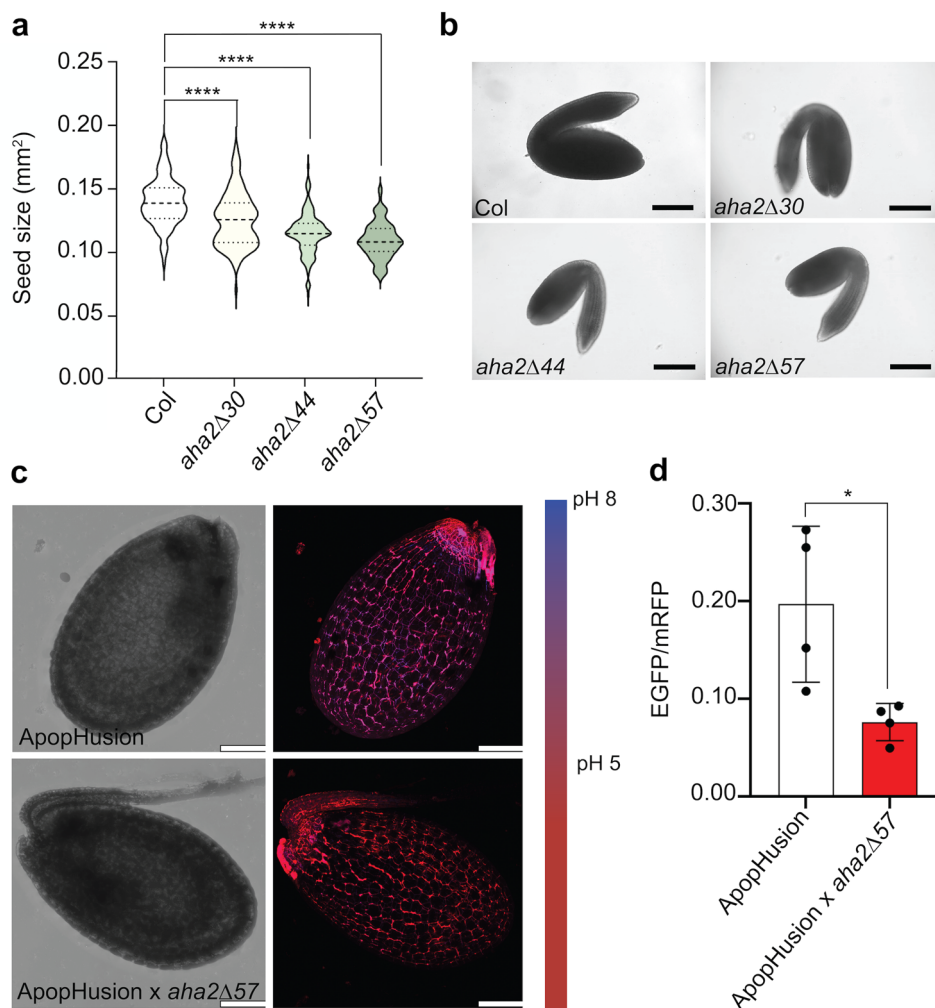 a
****
****
****
0.25
0.20
0.15
0.10
0.05
0.00
Seed size (mm²)
Col
aha2Δ30
aha2Δ44
aha2Δ57
b
Col
aha2Δ30
aha2Δ44
aha2Δ57
c
ApopHusion
ApopHusion x aha2Δ57
pH 8
pH 5
d
*
0.30
0.20
0.10
0.00
EGFP/mRFP
ApopHusion
ApopHusion x aha2Δ57